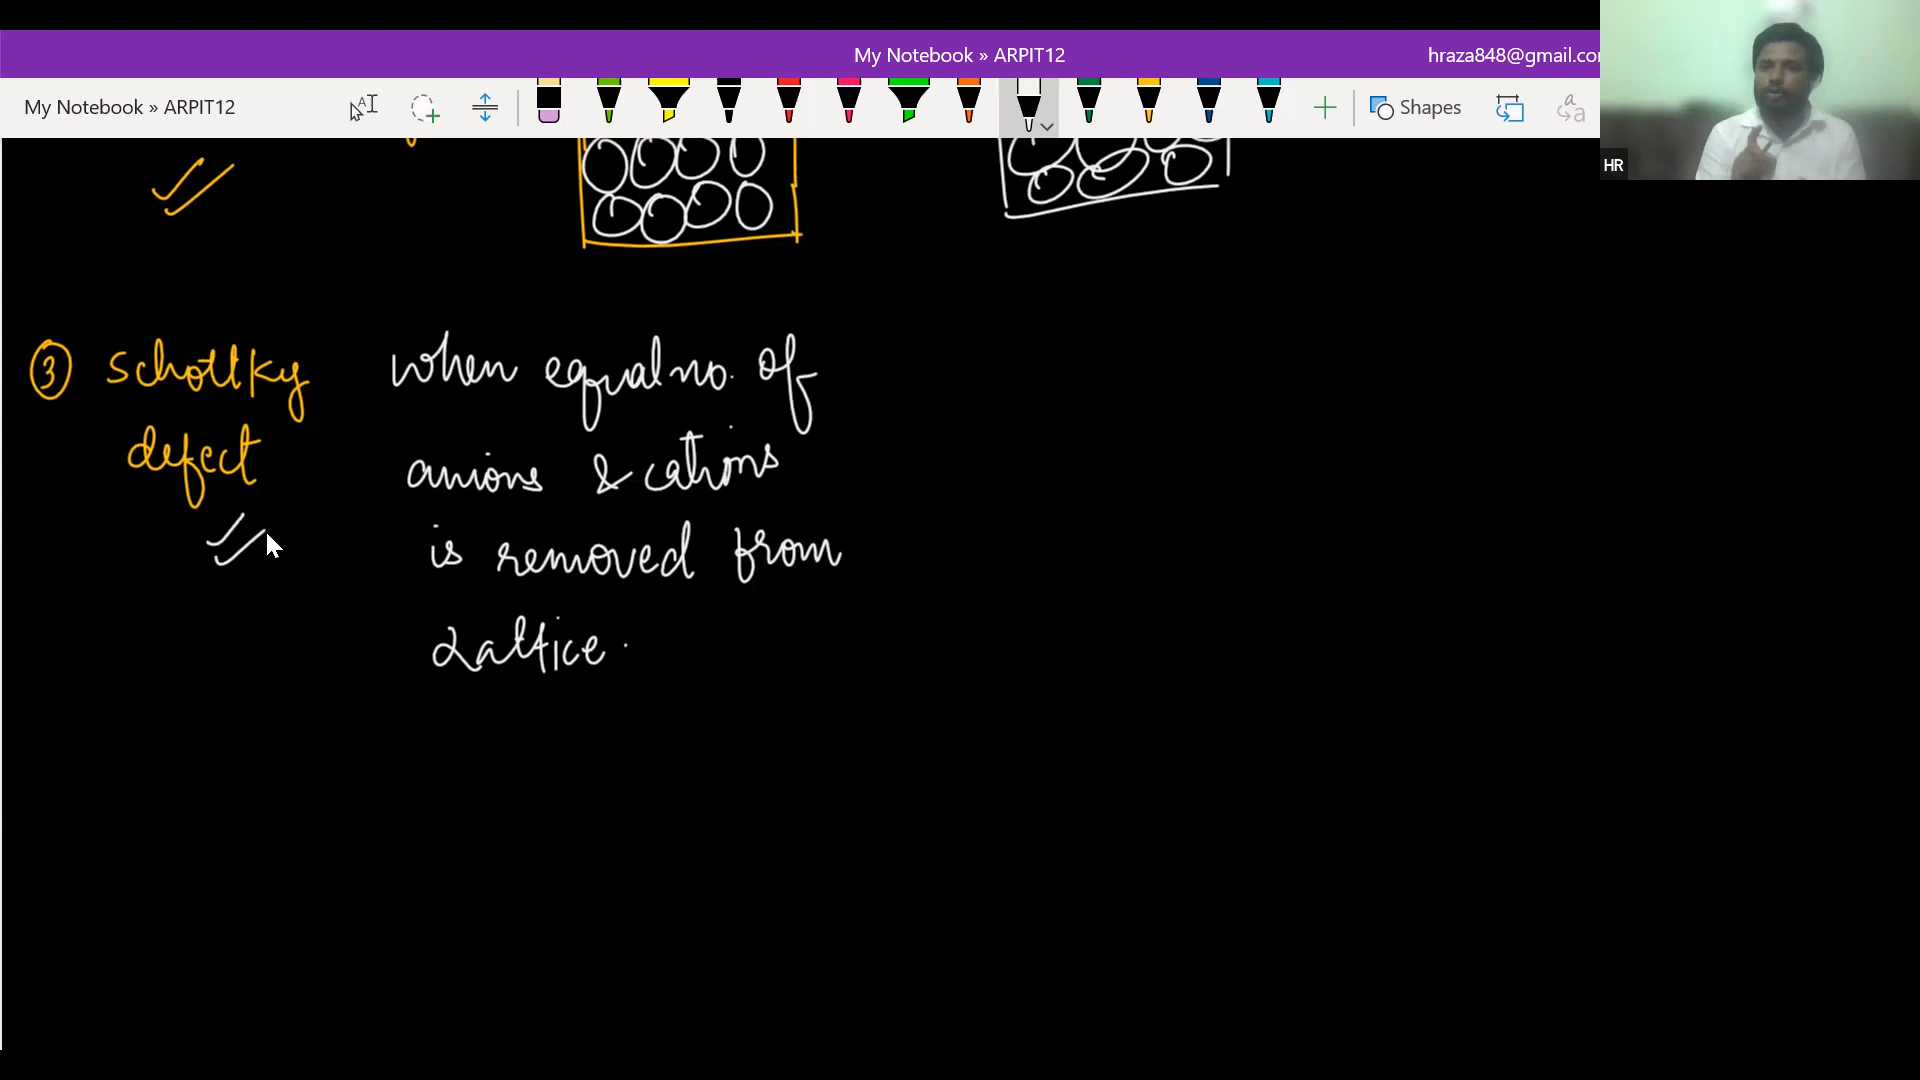 My Notebook » ARPIT12
hraza848@gmail.co
My Notebook » ARPIT12
Shapes
HR
③ Schottky when equal no. of
defect anions & cations
is removed from
Lattice.